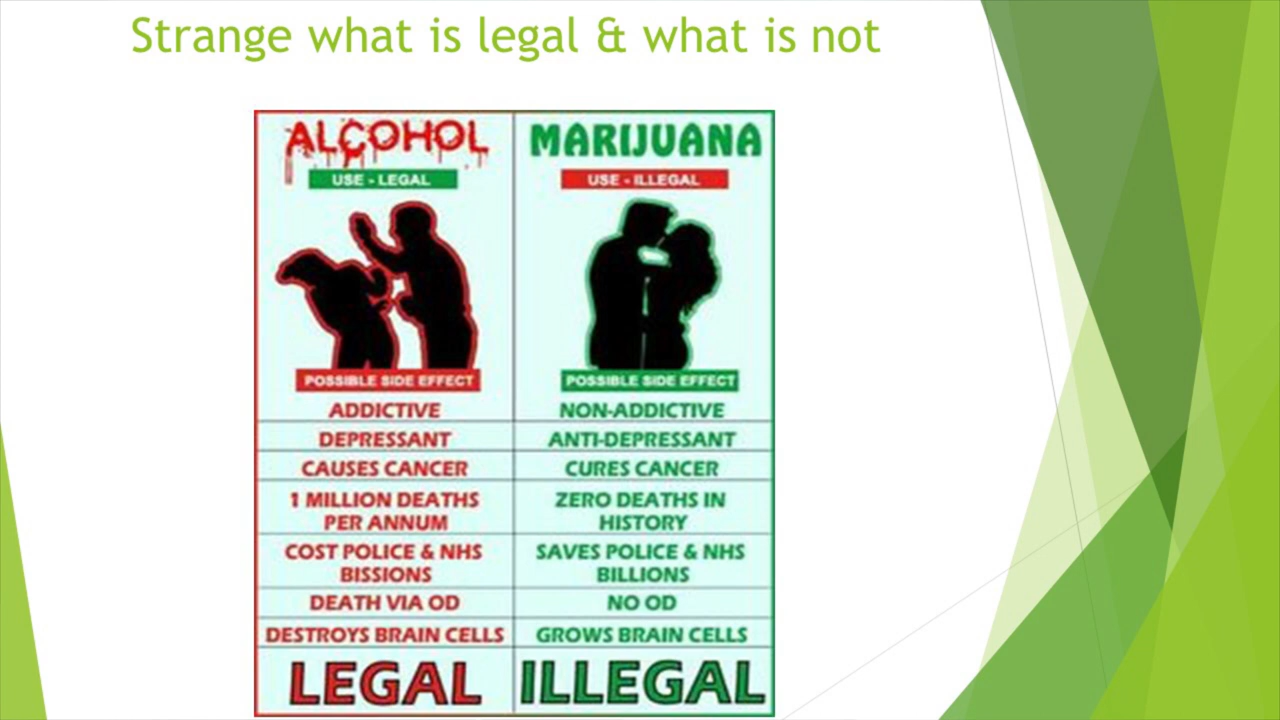 Strange what is legal & what is not
ALCOHOL
USE - LEGAL
POSSIBLE SIDE EFFECT
ADDICTIVE
DEPRESSANT
CAUSES CANCER
1 MILLION DEATHS
PER ANNUM
COST POLICE & NHS
BISSIONS
DEATH VIA OD
DESTROYS BRAIN CELLS
LEGAL
MARIJUANA
USE - ILLEGAL
POSSIBLE SIDE EFFECT
NON-ADDICTIVE
ANTI-DEPRESSANT
CURES CANCER
ZERO DEATHS IN
HISTORY
SAVES POLICE & NHS
BILLIONS
NO OD
GROWS BRAIN CELLS
ILLEGAL